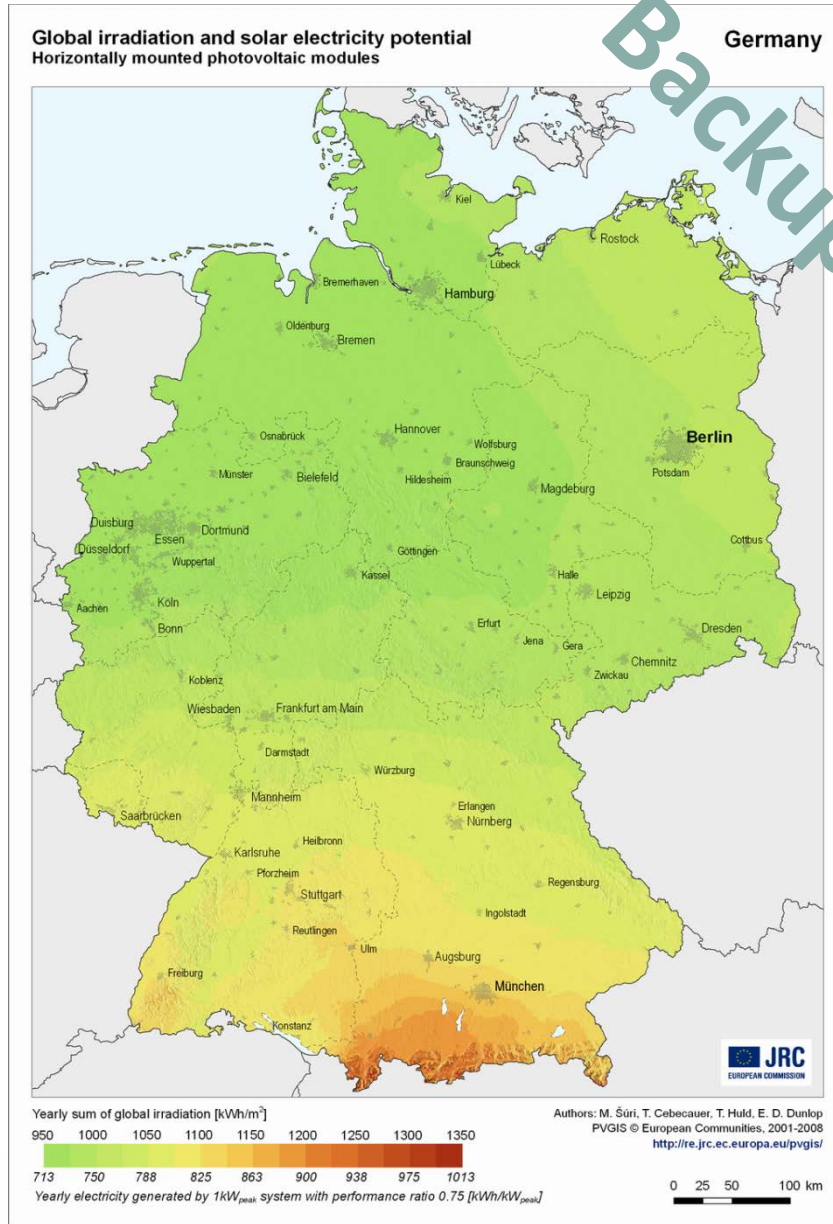 Global irradiation and solar electricity potential
Horizontally mounted photovoltaic modules
Germany
Backup
Kiel
Rostock
Lübeck
Bremerhaven
Hamburg
Oldenburg
Bremen
Hannover
Osnabrück
Wolfsburg
Berlin
Braunschweig
Münster
Bielefeld
Hildesheim
Potsdam
Magdeburg
Duisburg
Dortmund
Essen
Düsseldorf
Göttingen
Cottbus
Wuppertal
Kassel
Halle
Leipzig
Köln
Aachen
Bonn
Erfurt
Dresden
Jena
Gera
Chemnitz
Zwickau
Koblenz
Wiesbaden
Frankfurt am Main
Darmstadt
Würzburg
Mannheim
Erlangen
Saarbrücken
Nürnberg
Heilbronn
Karlsruhe
Pforzheim
Regensburg
Stuttgart
Ingolstadt
Reutlingen
Ulm
Augsburg
Freiburg
München
Konstanz
JRC
EUROPEAN COMMISSION
Yearly sum of global irradiation [kWh/m²]
950 1000 1050 1100 1150 1200 1250 1300 1350
713 750 788 825 863 900 938 975 1013
Yearly electricity generated by 1kWpeak system with performance ratio 0.75 [kWh/kWpeak]
Authors: M. Šúri, T. Cebecauer, T. Huld, E. D. Dunlop
PVGIS © European Communities, 2001-2008
http://re.jrc.ec.europa.eu/pvgis/
0 25 50 100 km